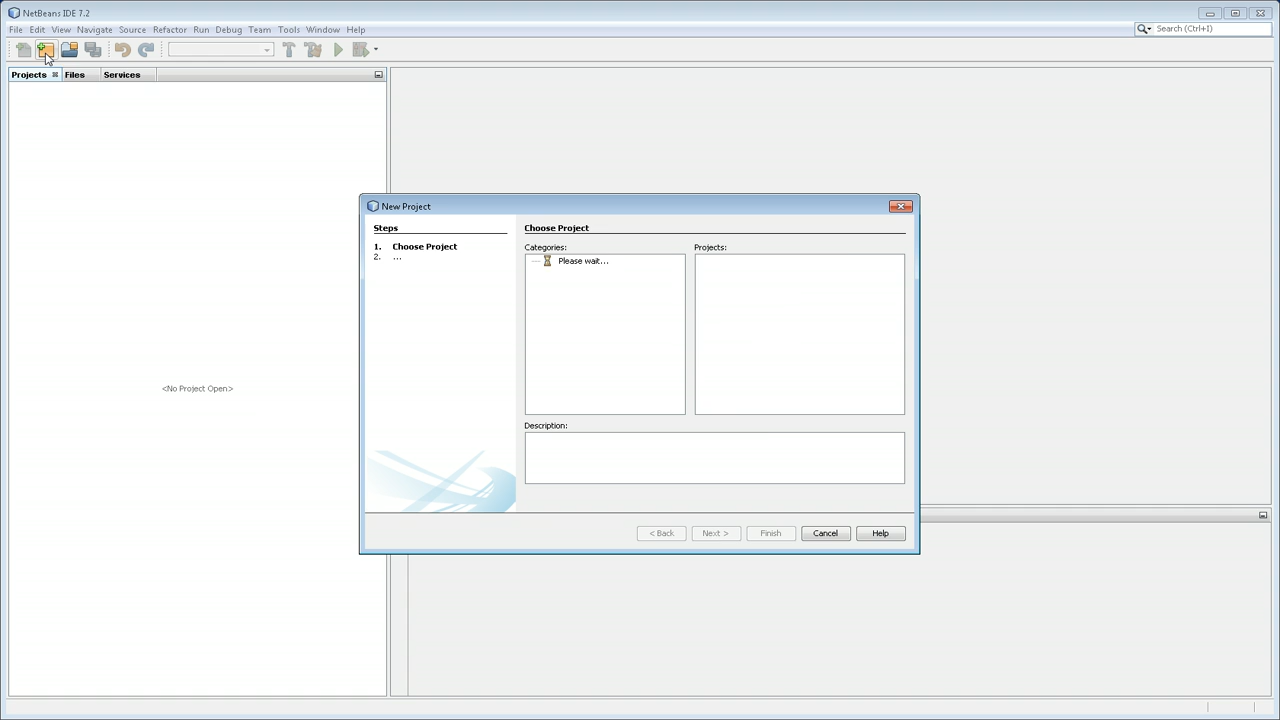 NetBeans IDE 7.2
File Edit View Navigate Source Refactor Run Debug Team Tools Window Help
Search (Ctrl+I)
Projects Files Services
<No Project Open>
New Project
Steps
1. Choose Project
2. ...
Choose Project
Categories:
Projects:
Please wait...
Description:
< Back Next > Finish Cancel Help